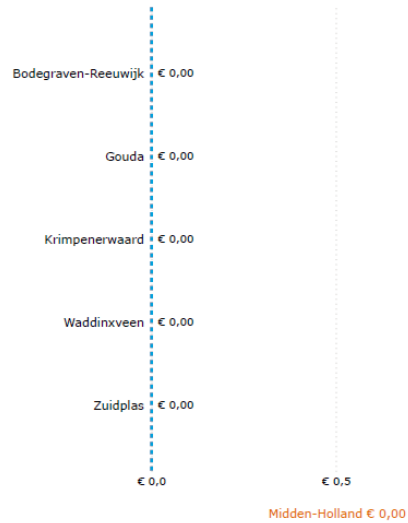 Bodegraven-Reeuwijk € 0,00
Gouda € 0,00
Krimpenerwaard € 0,00
Waddinxveen € 0,00
Zuidplas € 0,00
€ 0,0 € 0,5
Midden-Holland € 0,00